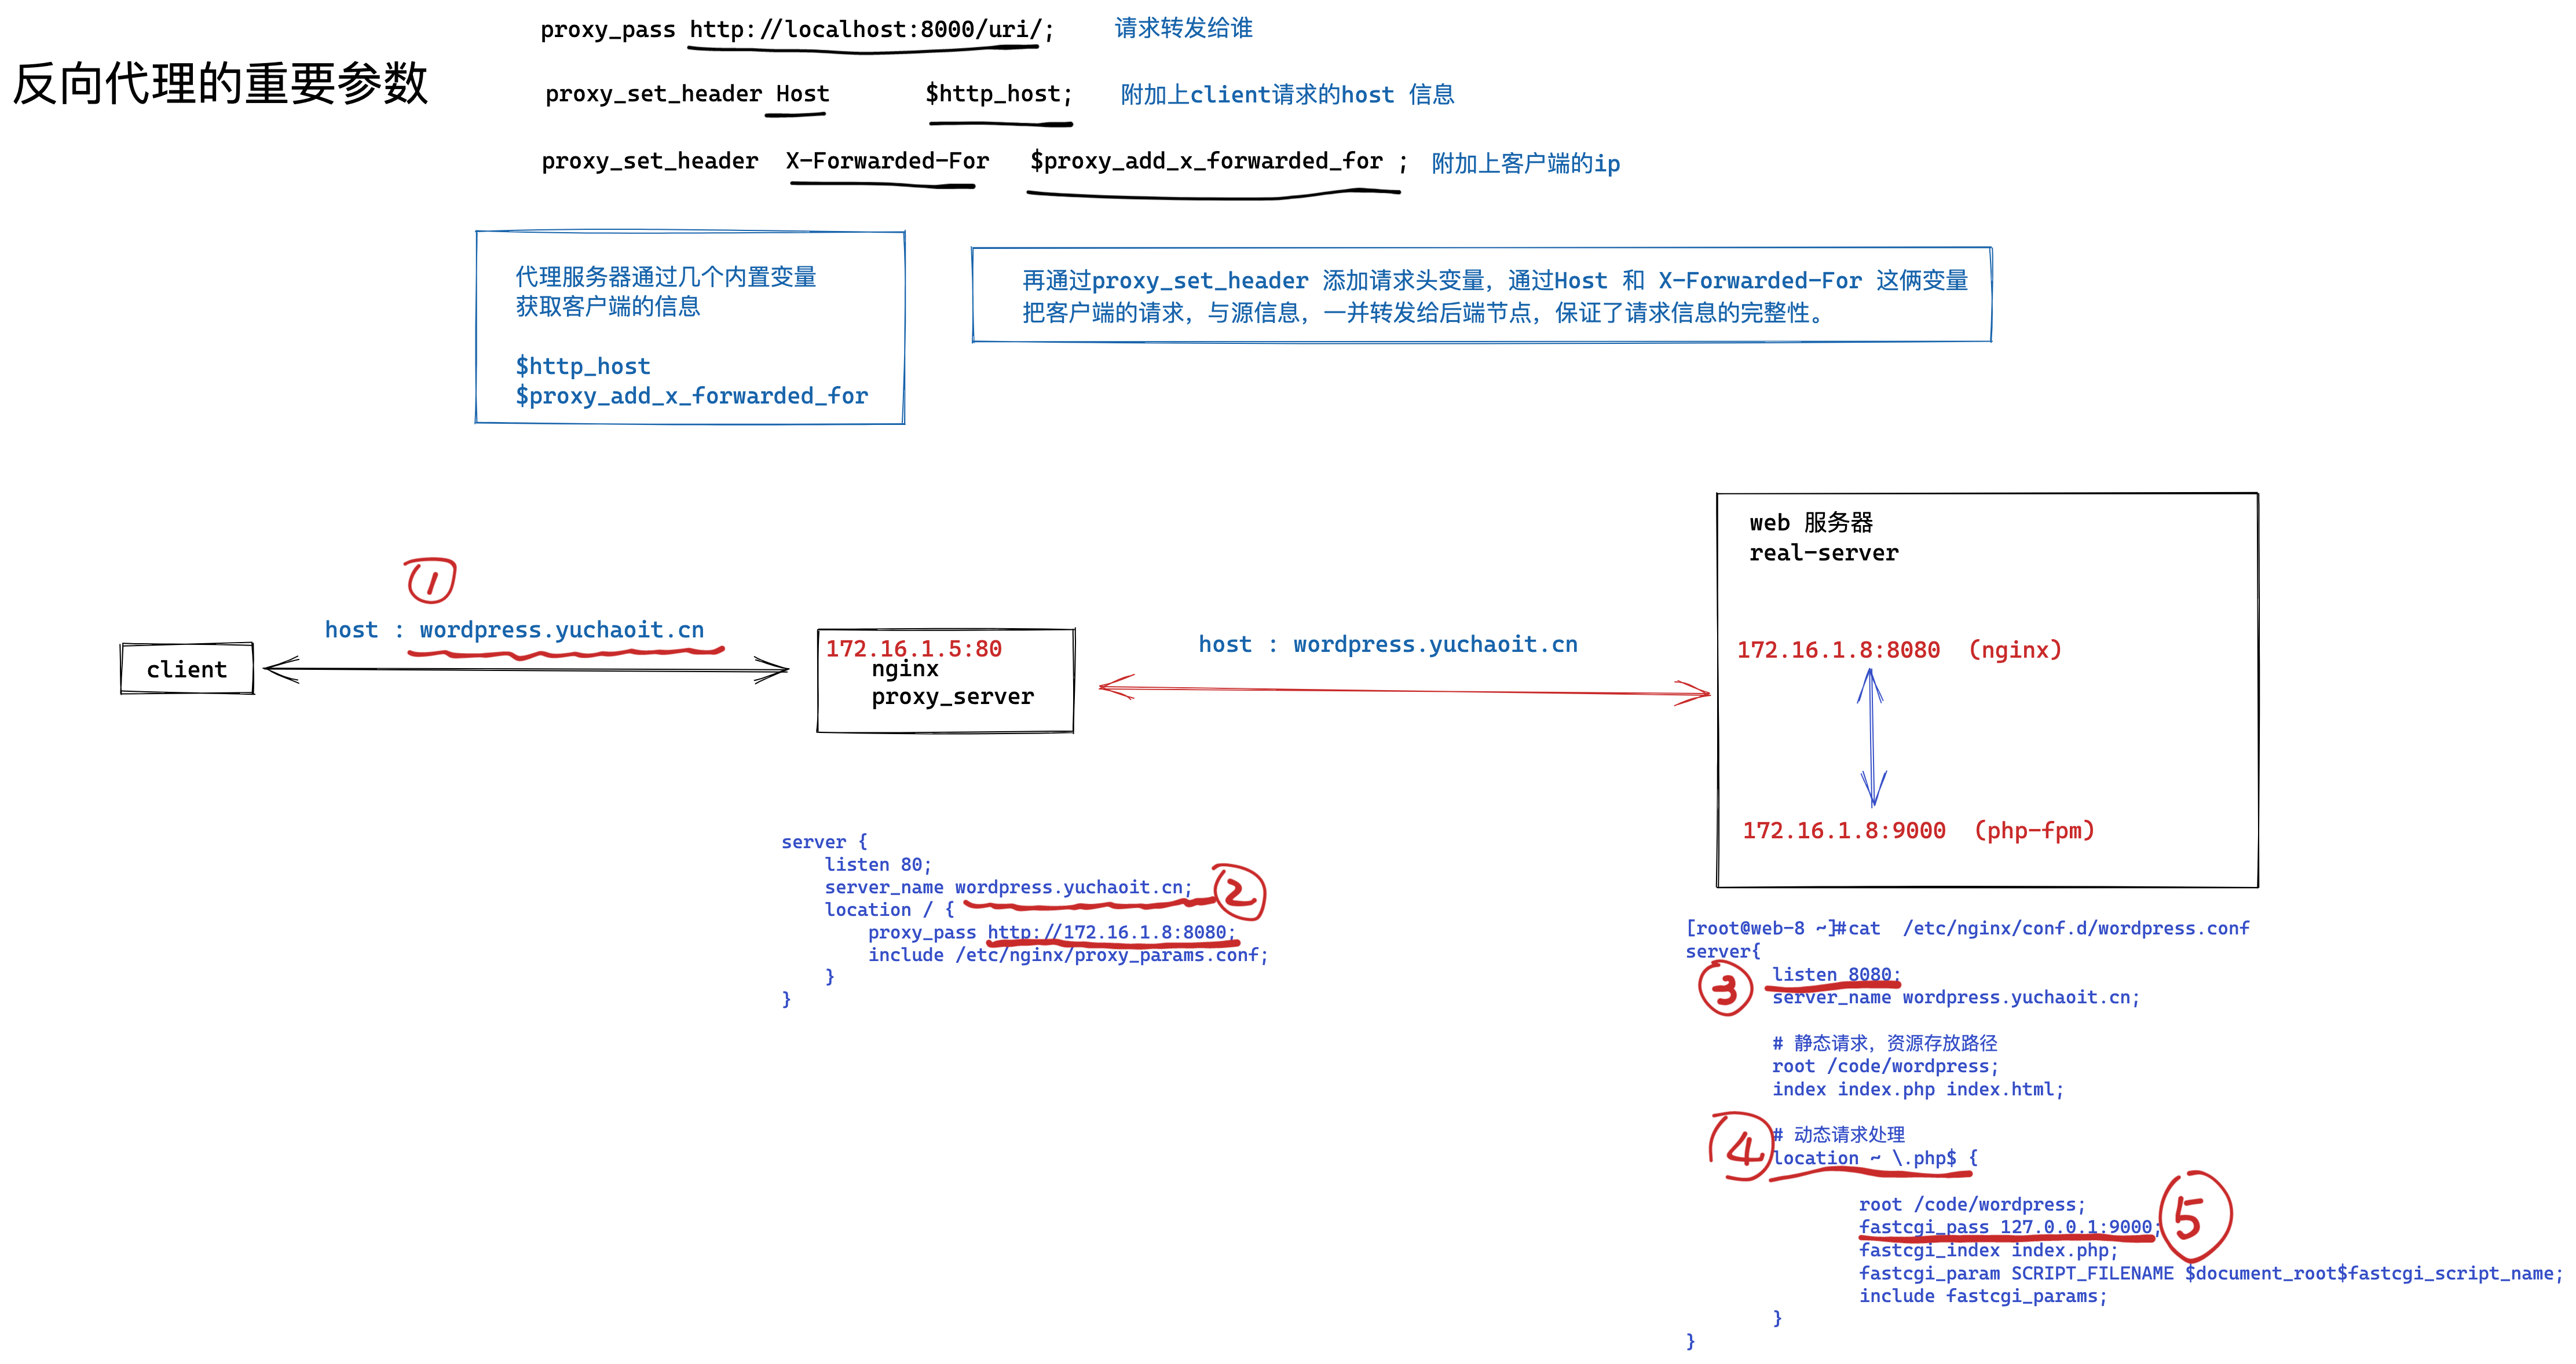 反向代理的重要参数
proxy_pass http://localhost:8000/uri/; 请求转发给谁
proxy_set_header Host $http_host; 附加上client请求的host 信息
proxy_set_header X-Forwarded-For $proxy_add_x_forwarded_for ; 附加上客户端的ip
代理服务器通过几个内置变量
获取客户端的信息
$http_host
$proxy_add_x_forwarded_for
再通过proxy_set_header 添加请求头变量，通过Host 和 X-Forwarded-For 这俩变量
把客户端的请求，与源信息，一并转发给后端节点，保证了请求信息的完整性。
①
host : wordpress.yuchaoit.cn
client
172.16.1.5:80
nginx
proxy_server
host : wordpress.yuchaoit.cn
web 服务器
real-server
172.16.1.8:8080 (nginx)
172.16.1.8:9000 (php-fpm)
server {
listen 80;
server_name wordpress.yuchaoit.cn; ②
location / {
proxy_pass http://172.16.1.8:8080;
include /etc/nginx/proxy_params.conf;
}
}
[root@web-8 ~]#cat /etc/nginx/conf.d/wordpress.conf
server{
③ listen 8080;
server_name wordpress.yuchaoit.cn;
# 静态请求，资源存放路径
root /code/wordpress;
index index.php index.html;
# 动态请求处理
④ location ~ \.php$ {
root /code/wordpress;
fastcgi_pass 127.0.0.1:9000; ⑤
fastcgi_index index.php;
fastcgi_param SCRIPT_FILENAME $document_root$fastcgi_script_name;
include fastcgi_params;
}
}